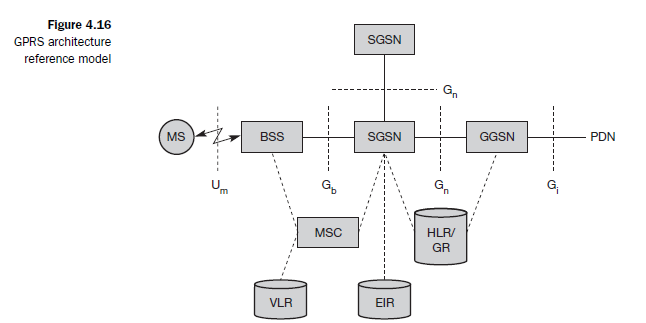 Figure 4.16
GPRS architecture
reference model
SGSN
Gn
MS
BSS
SGSN
GGSN
PDN
Um
Gb
Gn
Gi
MSC
HLR/
GR
VLR
EIR